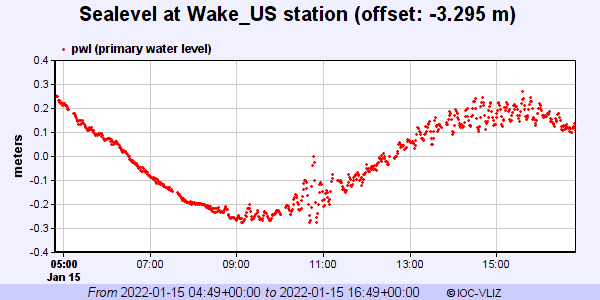 Sealevel at Wake_US station (offset: -3.295 m)
pwl (primary water level)
0.4
0.3
0.2
0.1
0.0
-0.1
-0.2
-0.3
-0.4
meters
05:00 07:00 09:00 11:00 13:00 15:00
Jan 15
From 2022-01-15 04:49+00:00 to 2022-01-15 16:49+00:00 © IOC-VLIZ